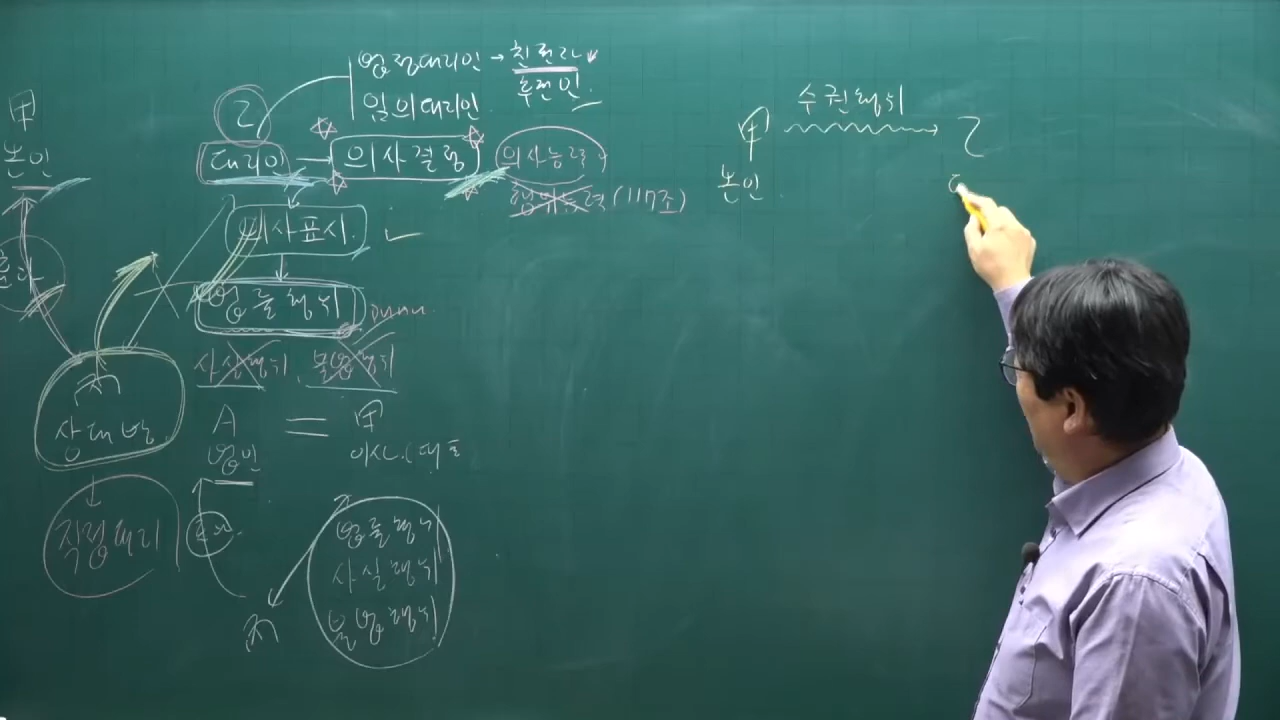 甲
본인
법정대리인 → 친권자
후견인
임의대리인
乙
대리인
의사결정
의사능력
행위능력 (117조)
의사표시
법률행위
사실행위, 불법행위
상대방
A = 甲
법인
직접대리
법률행위
사실행위
불법행위
丙
甲
본인
수권행위
乙